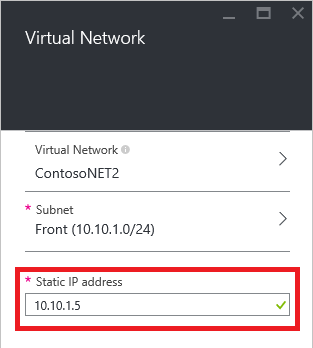 Virtual Network
Virtual Network
ContosoNET2
* Subnet
Front (10.10.1.0/24)
* Static IP address
10.10.1.5